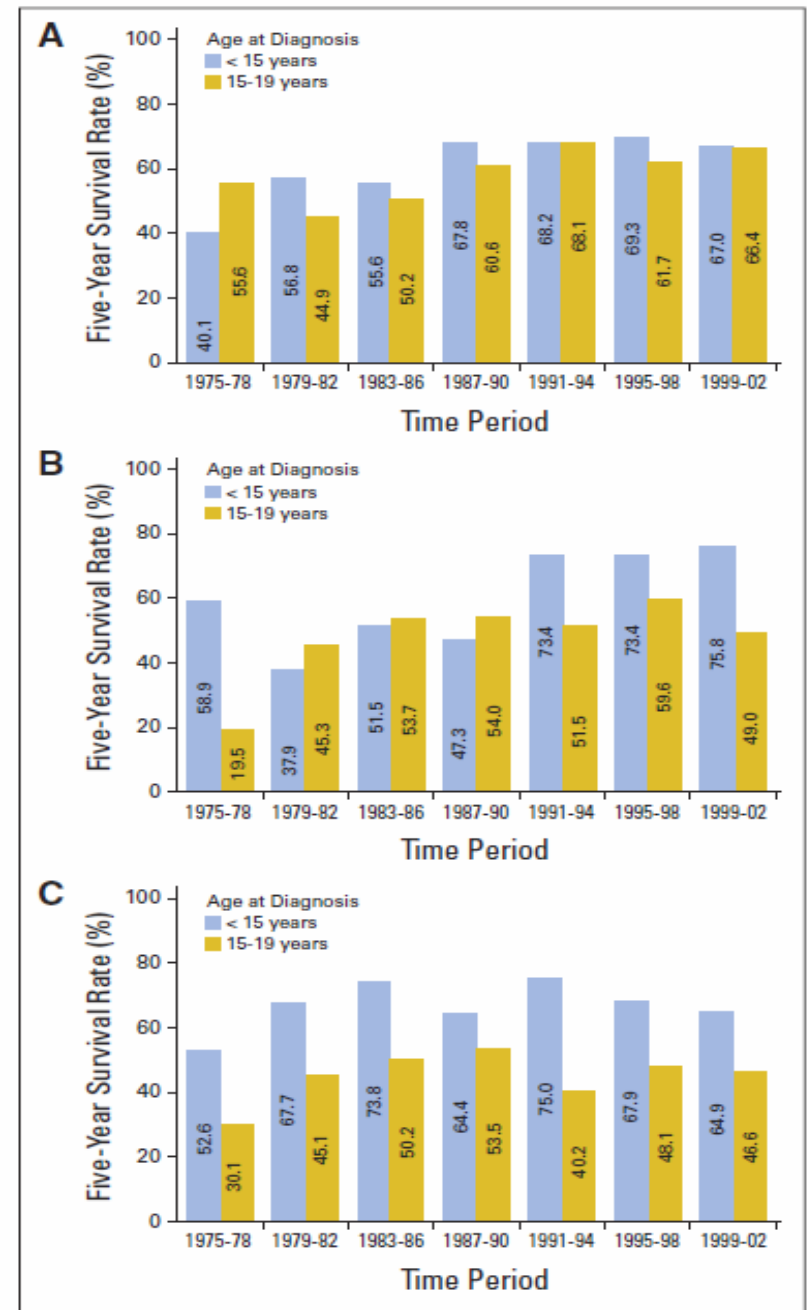 A
Five-Year Survival Rate (%)
100
80
60
40
20
0
Age at Diagnosis
< 15 years
15-19 years
40.1
55.6
56.8
44.9
55.6
50.2
67.8
60.6
68.2
68.1
69.3
61.7
67.0
66.4
1975-78 1979-82 1983-86 1987-90 1991-94 1995-98 1999-02
Time Period
B
Five-Year Survival Rate (%)
100
80
60
40
20
0
Age at Diagnosis
< 15 years
15-19 years
58.9
19.5
37.9
45.3
51.5
53.7
47.3
54.0
73.4
51.5
73.4
59.6
75.8
49.0
1975-78 1979-82 1983-86 1987-90 1991-94 1995-98 1999-02
Time Period
C
Five-Year Survival Rate (%)
100
80
60
40
20
0
Age at Diagnosis
< 15 years
15-19 years
52.6
30.1
67.7
45.1
73.8
50.2
64.4
53.5
75.0
40.2
67.9
48.1
64.9
46.6
1975-78 1979-82 1983-86 1987-90 1991-94 1995-98 1999-02
Time Period